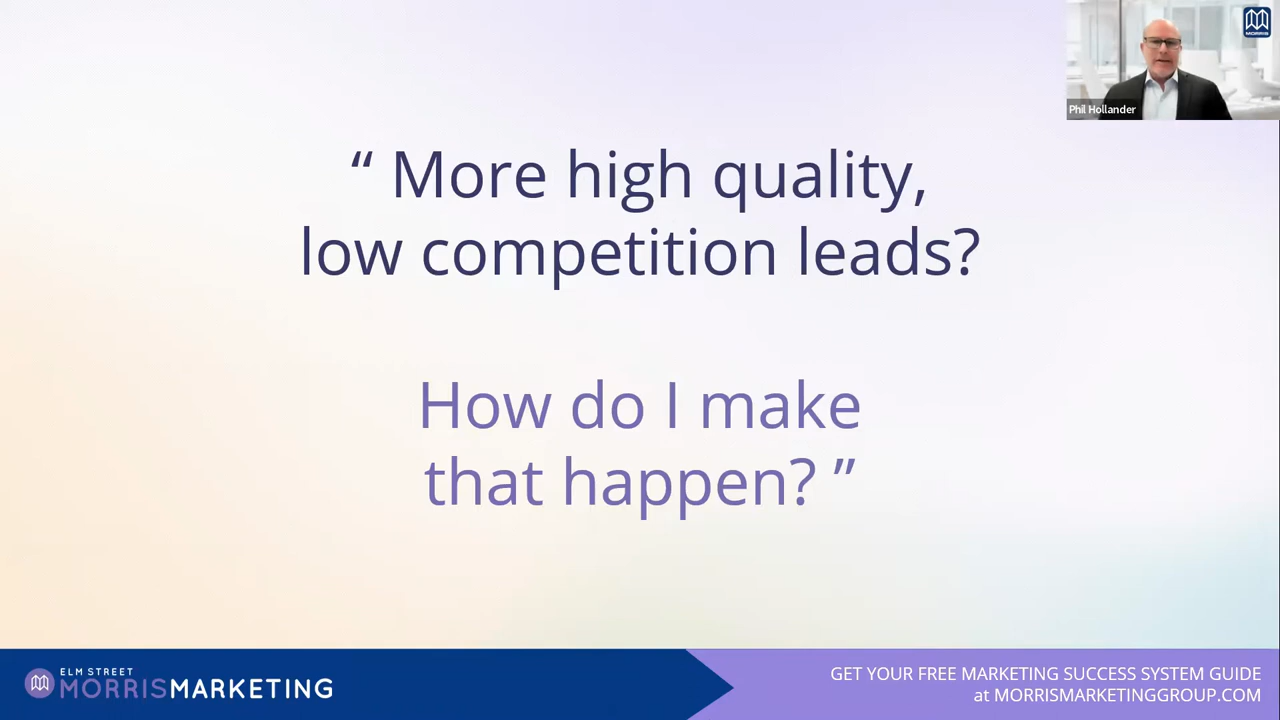 MORRIS
Phil Hollander
“ More high quality,
low competition leads?
How do I make
that happen? ”
ELM STREET
MORRISMARKETING
GET YOUR FREE MARKETING SUCCESS SYSTEM GUIDE
at MORRISMARKETINGGROUP.COM